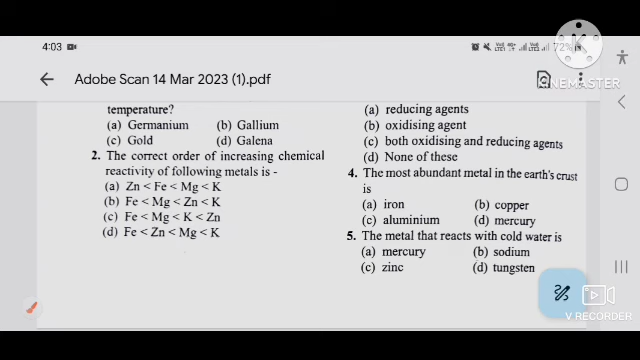 4:03
72%
Adobe Scan 14 Mar 2023 (1).pdf
KINEMASTER
temperature?
(a) Germanium (b) Gallium
(c) Gold (d) Galena
2. The correct order of increasing chemical
reactivity of following metals is -
(a) Zn < Fe < Mg < K
(b) Fe < Mg < Zn < K
(c) Fe < Mg < K < Zn
(d) Fe < Zn < Mg < K
(a) reducing agents
(b) oxidising agent
(c) both oxidising and reducing agents
(d) None of these
4. The most abundant metal in the earth's crust
is
(a) iron (b) copper
(c) aluminium (d) mercury
5. The metal that reacts with cold water is
(a) mercury (b) sodium
(c) zinc (d) tungsten
V RECORDER